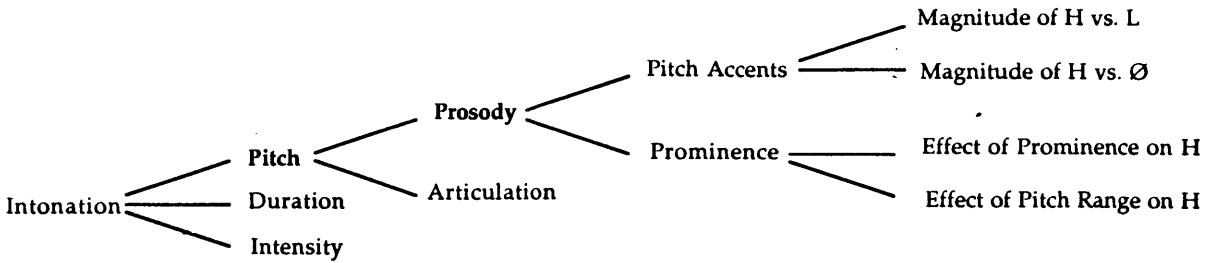 Magnitude of H vs. L
Pitch Accents
Magnitude of H vs. Ø
Prosody
Pitch
Prominence
Effect of Prominence on H
Intonation
Duration
Articulation
Effect of Pitch Range on H
Intensity